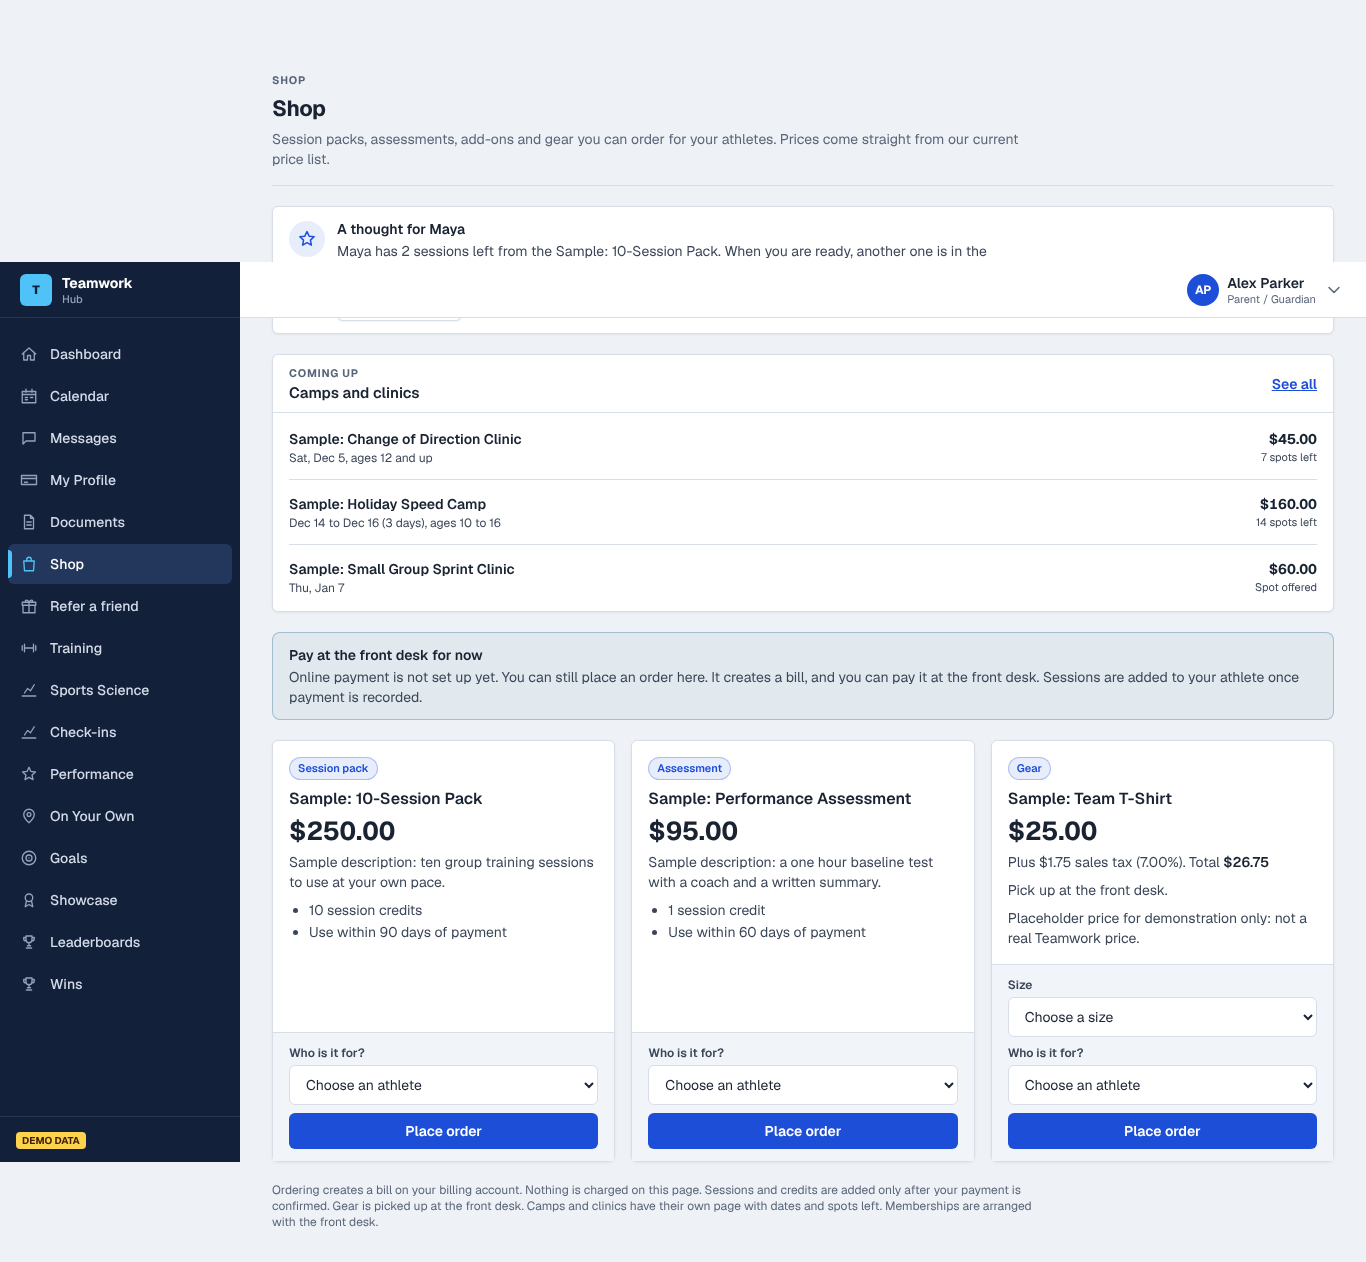 SHOP
Shop
Session packs, assessments, add-ons and gear you can order for your athletes. Prices come straight from our current
price list.
A thought for Maya
Maya has 2 sessions left from the Sample: 10-Session Pack. When you are ready, another one is in the
T
Teamwork
Hub
AP
Alex Parker
Parent / Guardian
Dashboard
Calendar
Messages
My Profile
Documents
Shop
Refer a friend
Training
Sports Science
Check-ins
Performance
On Your Own
Goals
Showcase
Leaderboards
Wins
DEMO DATA
COMING UP
Camps and clinics
See all
Sample: Change of Direction Clinic
Sat, Dec 5, ages 12 and up
$45.00
7 spots left
Sample: Holiday Speed Camp
Dec 14 to Dec 16 (3 days), ages 10 to 16
$160.00
14 spots left
Sample: Small Group Sprint Clinic
Thu, Jan 7
$60.00
Spot offered
Pay at the front desk for now
Online payment is not set up yet. You can still place an order here. It creates a bill, and you can pay it at the front desk. Sessions are added to your athlete once
payment is recorded.
Session pack
Sample: 10-Session Pack
$250.00
Sample description: ten group training sessions
to use at your own pace.
10 session credits
Use within 90 days of payment
Who is it for?
Choose an athlete
Place order
Assessment
Sample: Performance Assessment
$95.00
Sample description: a one hour baseline test
with a coach and a written summary.
1 session credit
Use within 60 days of payment
Who is it for?
Choose an athlete
Place order
Gear
Sample: Team T-Shirt
$25.00
Plus $1.75 sales tax (7.00%). Total $26.75
Pick up at the front desk.
Placeholder price for demonstration only: not a
real Teamwork price.
Size
Choose a size
Who is it for?
Choose an athlete
Place order
Ordering creates a bill on your billing account. Nothing is charged on this page. Sessions and credits are added only after your payment is
confirmed. Gear is picked up at the front desk. Camps and clinics have their own page with dates and spots left. Memberships are arranged
with the front desk.